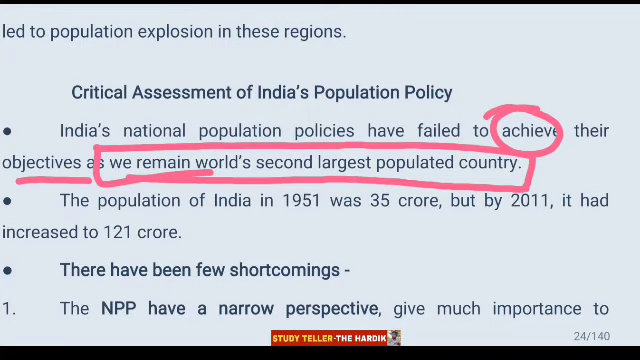 led to population explosion in these regions.
Critical Assessment of India's Population Policy
● India's national population policies have failed to achieve their
objectives as we remain world's second largest populated country.
● The population of India in 1951 was 35 crore, but by 2011, it had
increased to 121 crore.
● There have been few shortcomings -
1. The NPP have a narrow perspective, give much importance to
STUDY TELLER-THE HARDIK
24/140